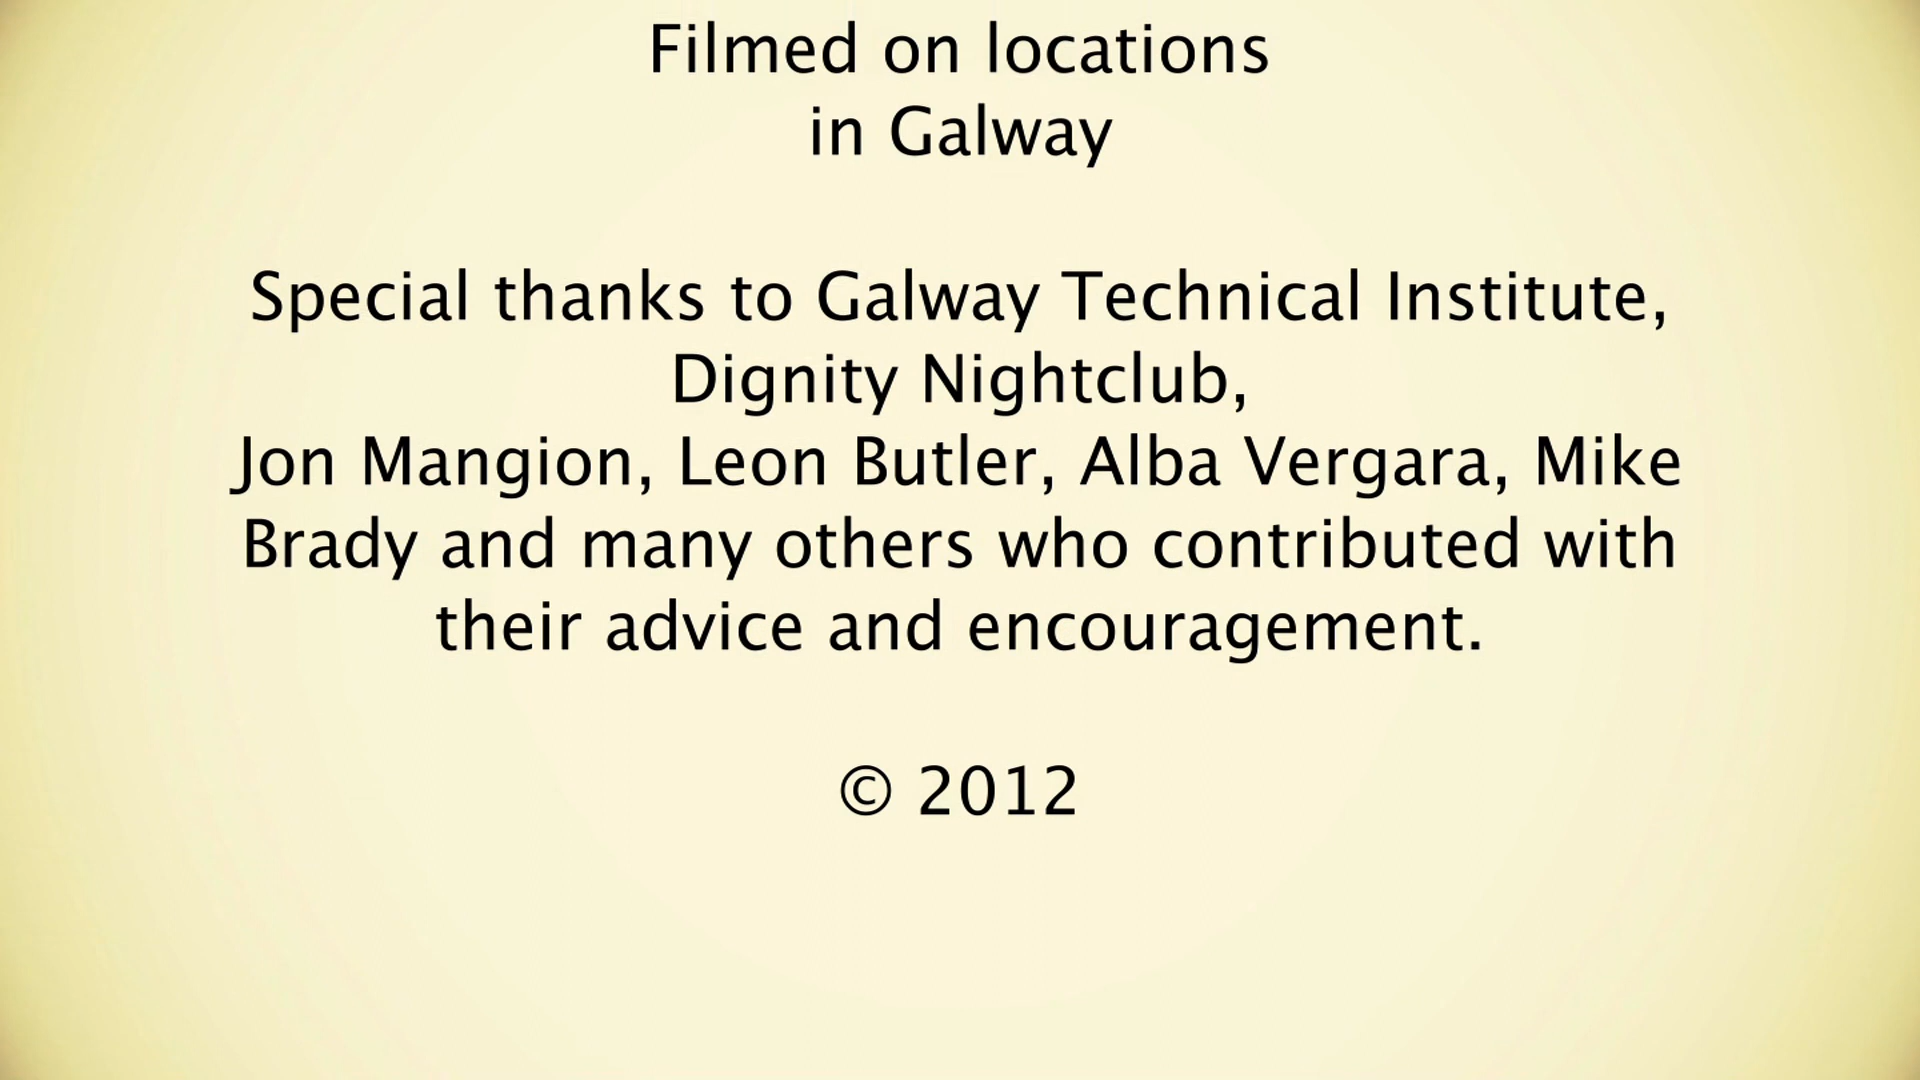 Filmed on locations
in Galway
Special thanks to Galway Technical Institute,
Dignity Nightclub,
Jon Mangion, Leon Butler, Alba Vergara, Mike
Brady and many others who contributed with
their advice and encouragement.
© 2012